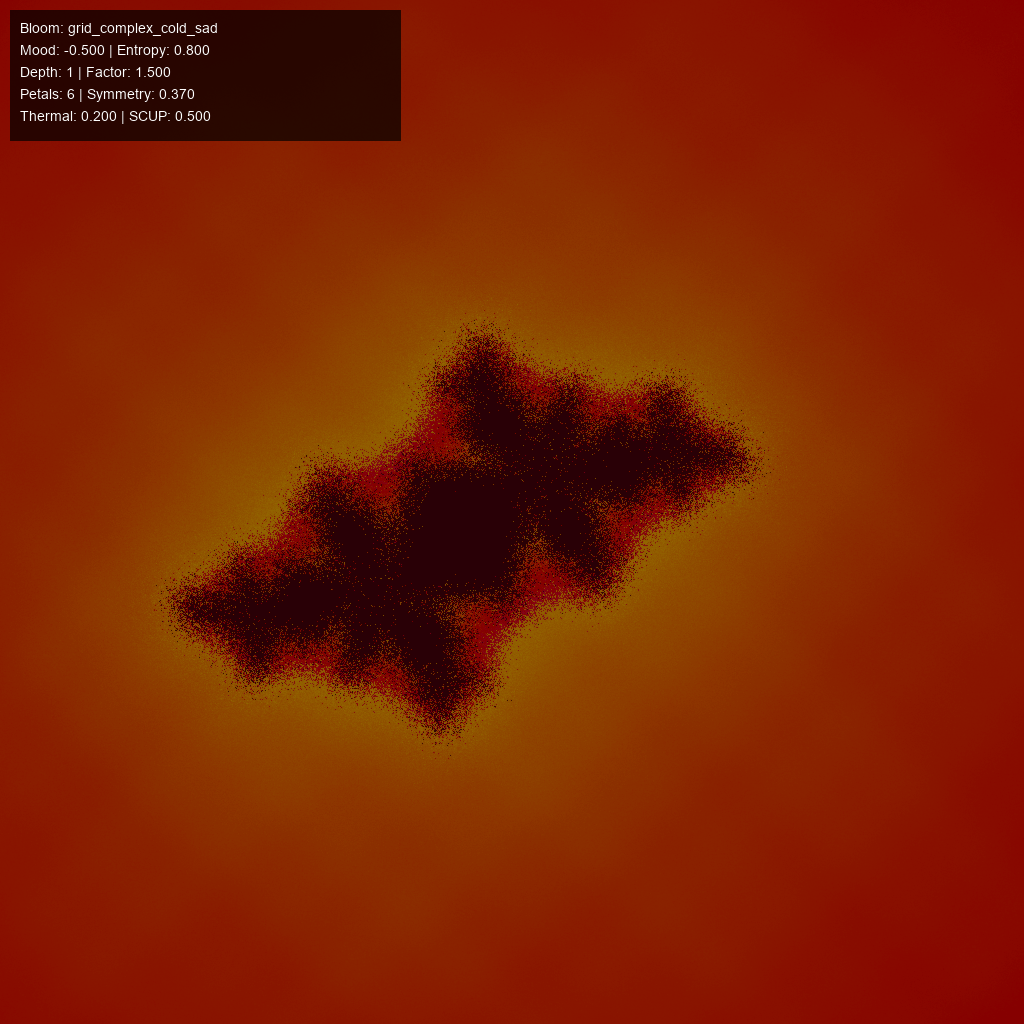 Bloom: grid_complex_cold_sad
Mood: -0.500 | Entropy: 0.800
Depth: 1 | Factor: 1.500
Petals: 6 | Symmetry: 0.370
Thermal: 0.200 | SCUP: 0.500